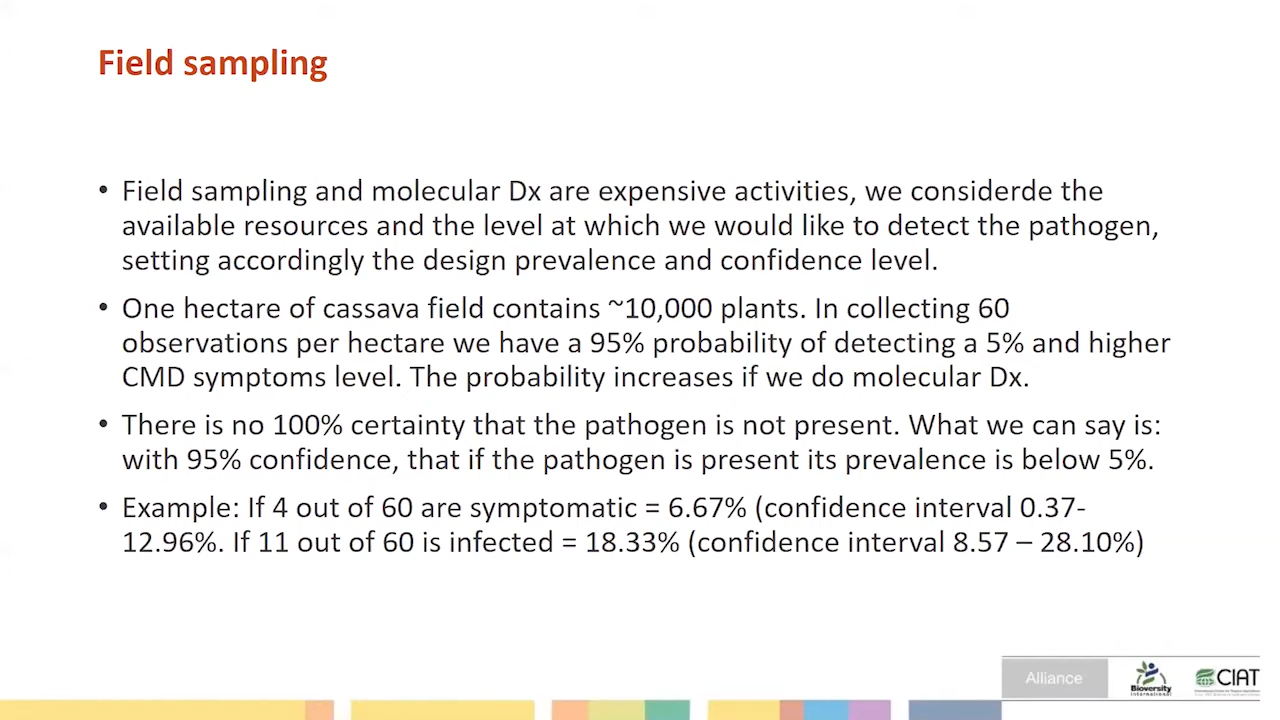 Field sampling
• Field sampling and molecular Dx are expensive activities, we considerde the
available resources and the level at which we would like to detect the pathogen,
setting accordingly the design prevalence and confidence level.
• One hectare of cassava field contains ~10,000 plants. In collecting 60
observations per hectare we have a 95% probability of detecting a 5% and higher
CMD symptoms level. The probability increases if we do molecular Dx.
• There is no 100% certainty that the pathogen is not present. What we can say is:
with 95% confidence, that if the pathogen is present its prevalence is below 5%.
• Example: If 4 out of 60 are symptomatic = 6.67% (confidence interval 0.37-
12.96%. If 11 out of 60 is infected = 18.33% (confidence interval 8.57 – 28.10%)
Alliance
Bioversity
International
CIAT